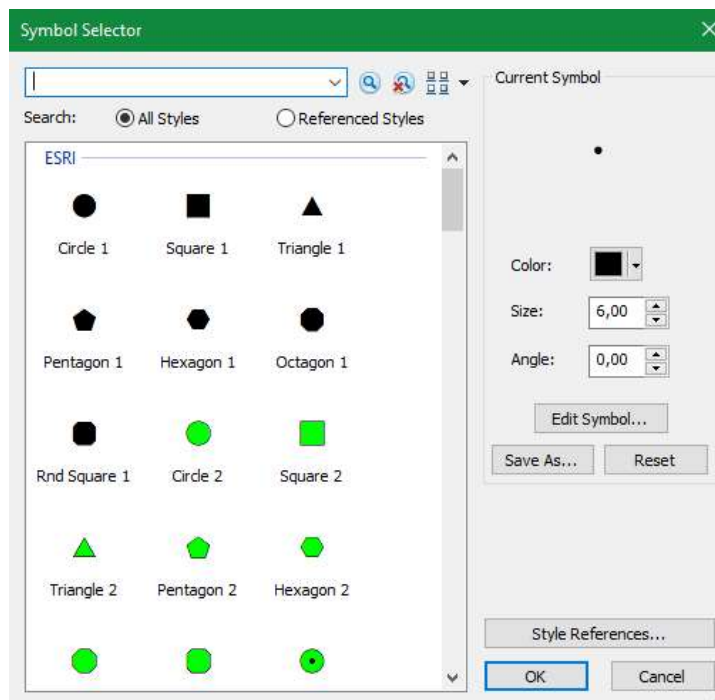 Symbol Selector
Search: All Styles Referenced Styles
ESRI
Circle 1 Square 1 Triangle 1
Pentagon 1 Hexagon 1 Octagon 1
Rnd Square 1 Circle 2 Square 2
Triangle 2 Pentagon 2 Hexagon 2
Current Symbol
Color:
Size: 6,00
Angle: 0,00
Edit Symbol...
Save As... Reset
Style References...
OK Cancel